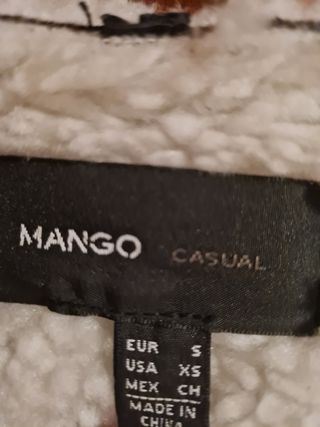 MANGO CASUAL
EUR S
USA XS
MEX CH
MADE IN
CHINA